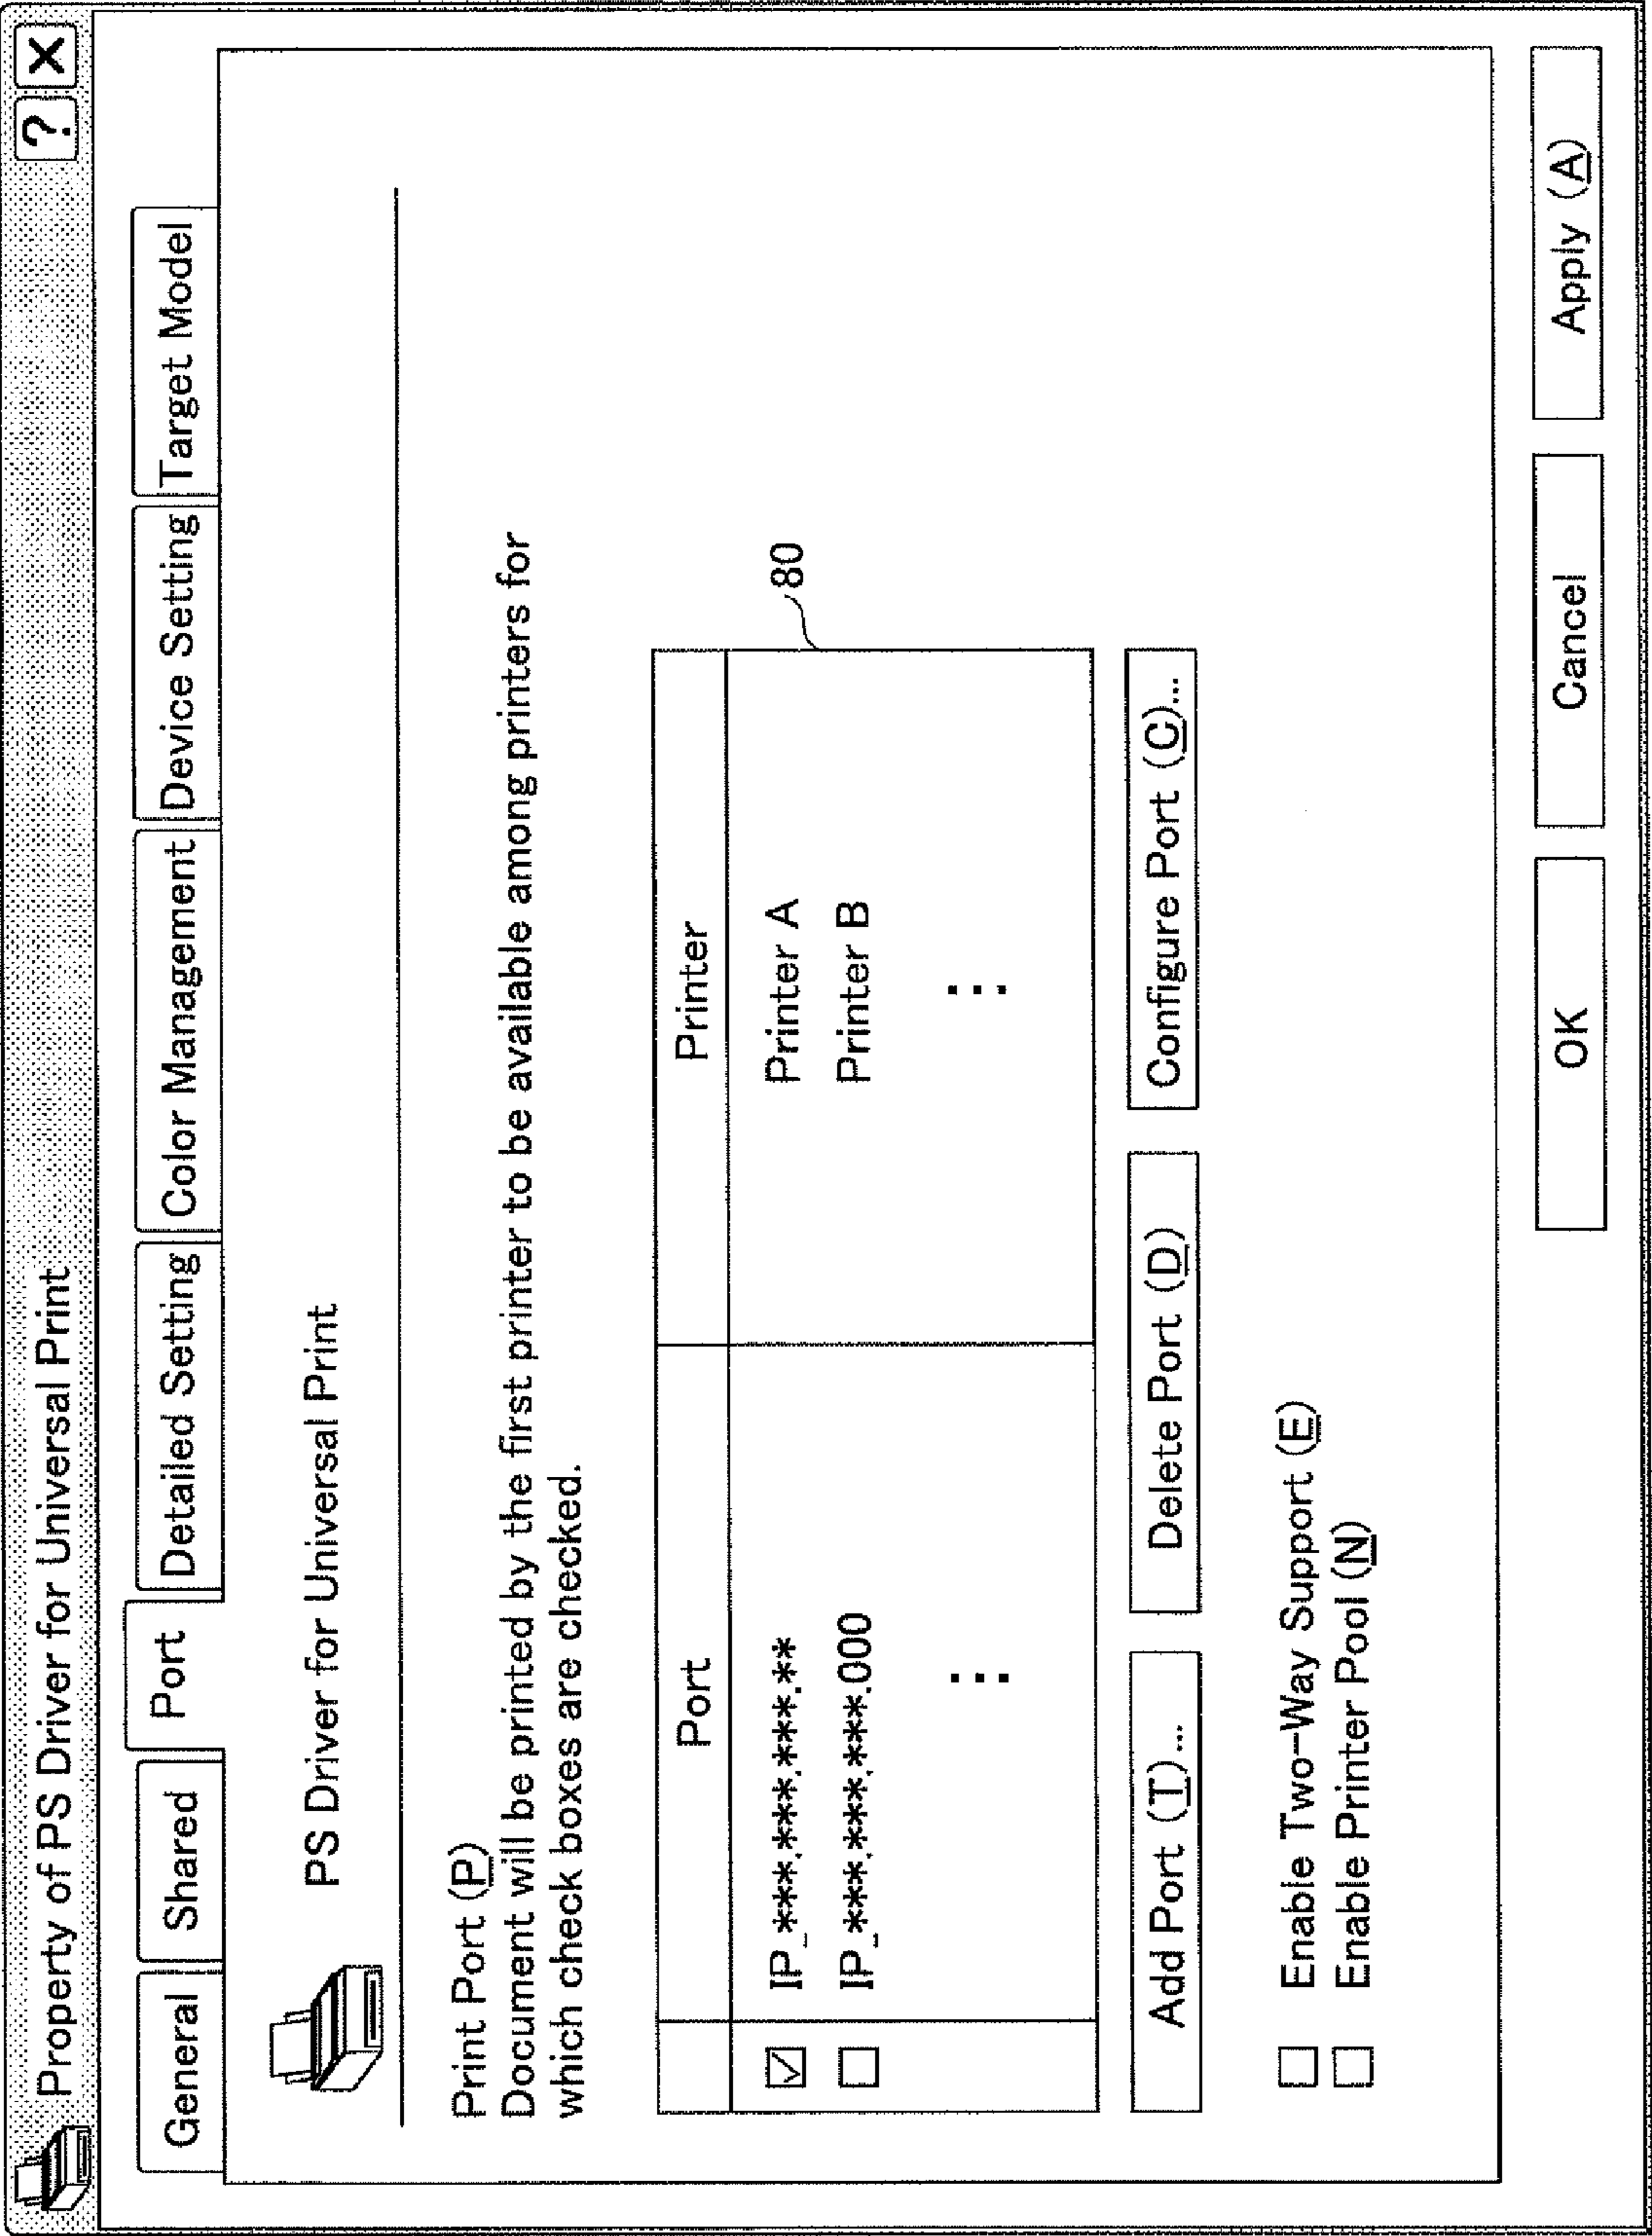 Property of PS Driver for Universal Print
? X
General Shared Port Detailed Setting Color Management Device Setting Target Model
PS Driver for Universal Print
Print Port (P)
Document will be printed by the first printer to be available among printers for
which check boxes are checked.
Port Printer
IP_***.***.***.** Printer A
IP_***.***.***.000 Printer B
⋮ ⋮
80
Add Port (T)... Delete Port (D) Configure Port (C)...
Enable Two-Way Support (E)
Enable Printer Pool (N)
OK Cancel Apply (A)